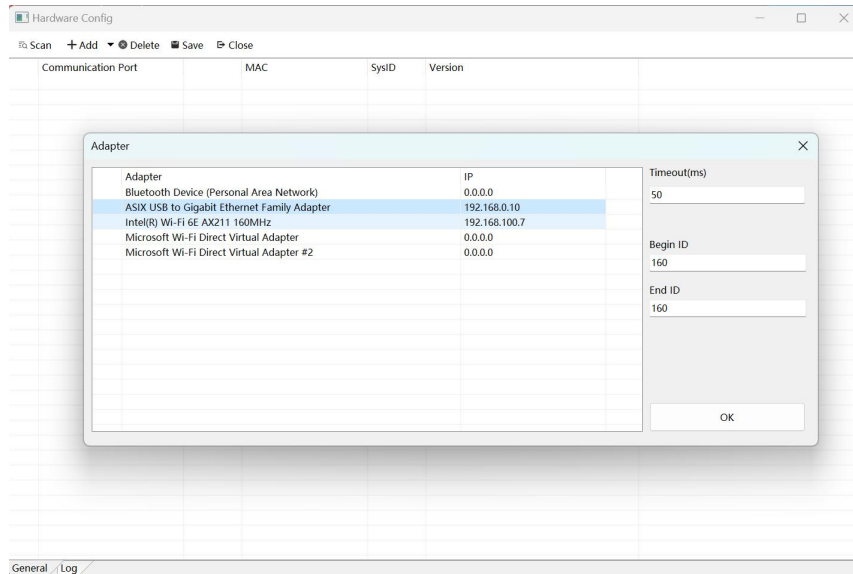 Hardware Config
Scan + Add Delete Save Close
Communication Port MAC SysID Version
Adapter
Adapter IP
Bluetooth Device (Personal Area Network) 0.0.0.0
ASIX USB to Gigabit Ethernet Family Adapter 192.168.0.10
Intel(R) Wi-Fi 6E AX211 160MHz 192.168.100.7
Microsoft Wi-Fi Direct Virtual Adapter 0.0.0.0
Microsoft Wi-Fi Direct Virtual Adapter #2 0.0.0.0
Timeout(ms)
50
Begin ID
160
End ID
160
OK
General Log